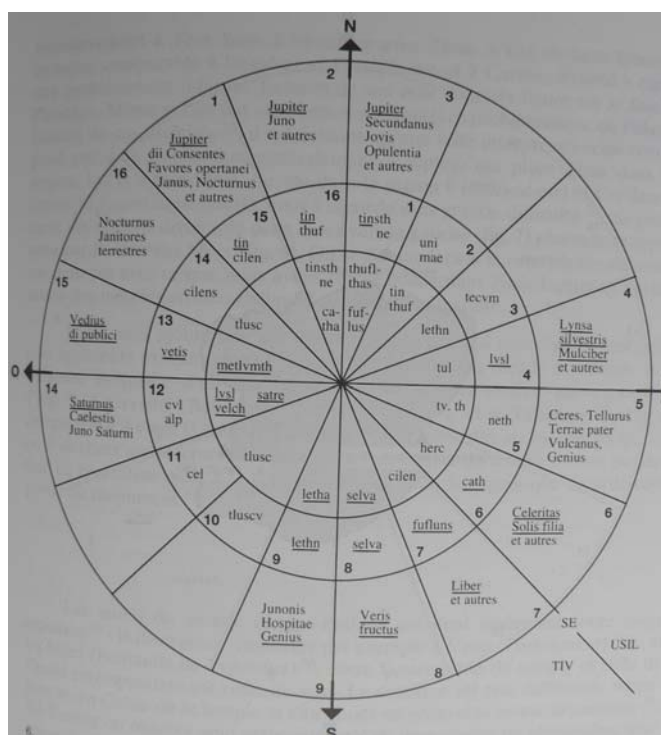 N
2
Jupiter
Juno
et autres
3
Jupiter
Secundanus
Jovis
Opulentia
et autres
1
Jupiter
dii Consentes
Favores opertanei
Janus, Nocturnus
et autres
16
Nocturnus
Janitores
terrestres
15
Vedius
di publici
O
14
Saturnus
Caelestis
Juno Saturni
4
Lynsa
silvestris
Mulciber
et autres
5
Ceres, Tellurus
Terrae pater
Vulcanus,
Genius
6
Celeritas
Solis filia
et autres
7
Liber
et autres
8
Veris
fructus
9
Junonis
Hospitae
Genius
S
SE
USIL
TIV
16
tin
thuf
1
tinsth
ne
uni
mae
2
tecvm
3
lvsl
4
neth
5
cath
6
fufluns
7
selva
8
lethn
9
tluscv
10
cel
11
cvl
alp
12
vetis
13
cilens
14
tin
cilen
15
tinsth
ne
thufl-
thas
ca-
tha
fuf-
lus
tin
thuf
lethn
tul
tv. th
herc
cilen
selva
letha
tlusc
lvsl
velch
satre
metlvmth
tlusc
6